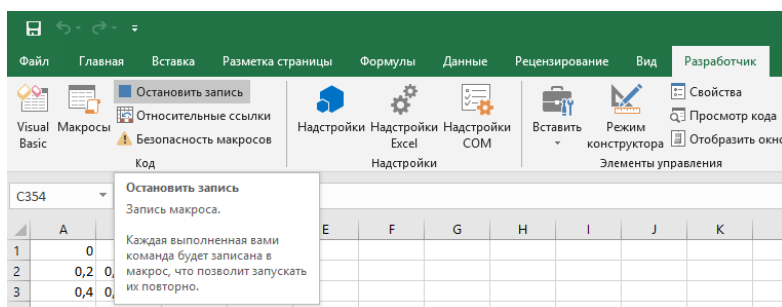 Файл Главная Вставка Разметка страницы Формулы Данные Рецензирование Вид Разработчик
Visual Basic
Макросы
Остановить запись
Относительные ссылки
Безопасность макросов
Код
Надстройки
Надстройки Excel
Надстройки COM
Надстройки
Вставить
Режим конструктора
Свойства
Просмотр кода
Отобразить окно
Элементы управления
C354
Остановить запись
Запись макроса.
Каждая выполненная вами
команда будет записана в
макрос, что позволит запускать
их повторно.
A E F G H I J K
1 0
2 0,2 0,
3 0,4 0,